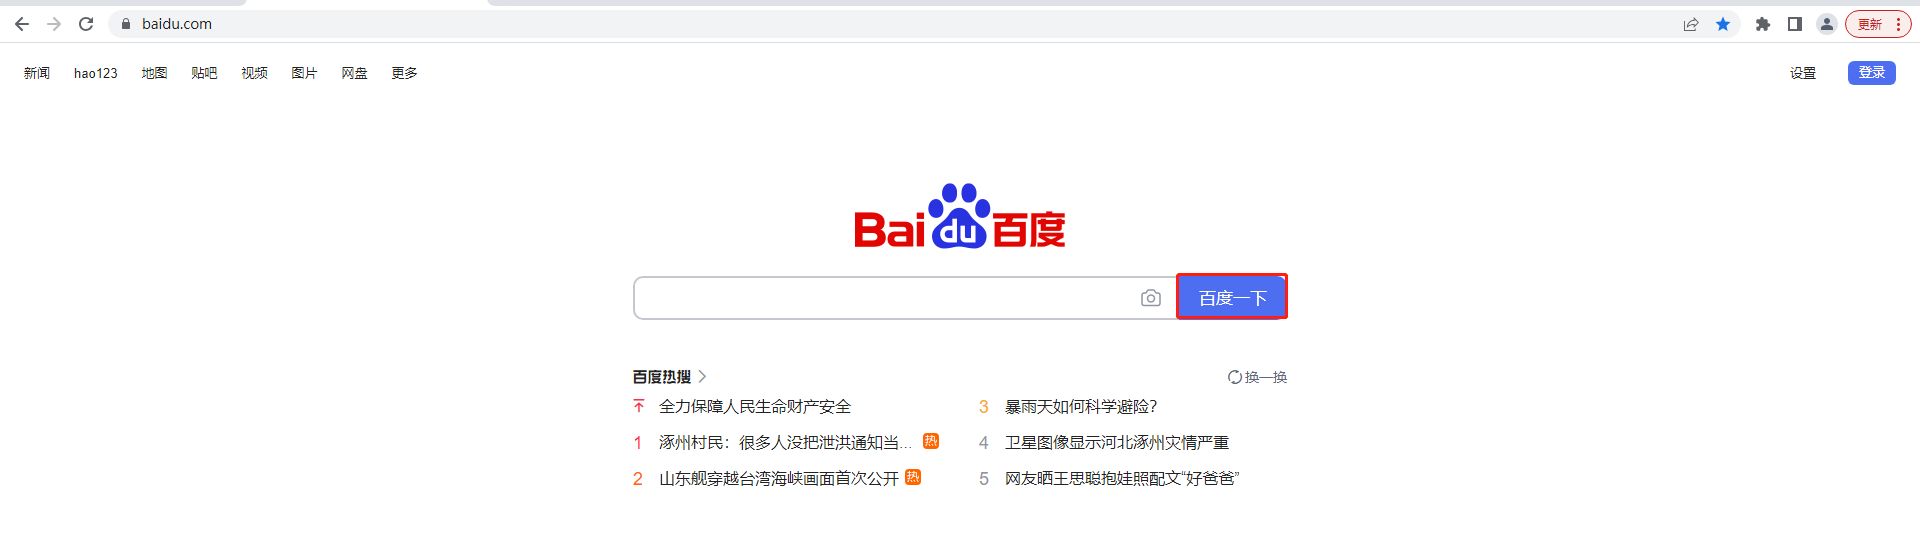 baidu.com
更新
新闻 hao123 地图 贴吧 视频 图片 网盘 更多
设置 登录
Baidu百度
百度一下
百度热搜
换一换
全力保障人民生命财产安全
1 涿州村民：很多人没把泄洪通知当... 热
2 山东舰穿越台湾海峡画面首次公开 热
3 暴雨天如何科学避险？
4 卫星图像显示河北涿州灾情严重
5 网友晒王思聪抱娃照配文“好爸爸”